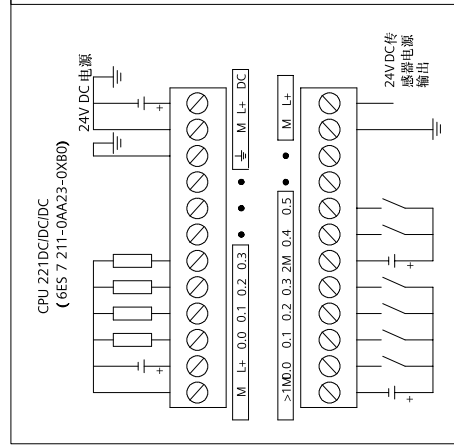 CPU 221DC/DC/DC
( 6ES 7 211-0AA23-0XB0)
24V DC 电源
M L+ 0.0 0.1 0.2 0.3 • • • ⏚ M L+ DC
>1M0.0 0.1 0.2 0.3 2M 0.4 0.5 • • M L+
24V DC传
感器电源
输出